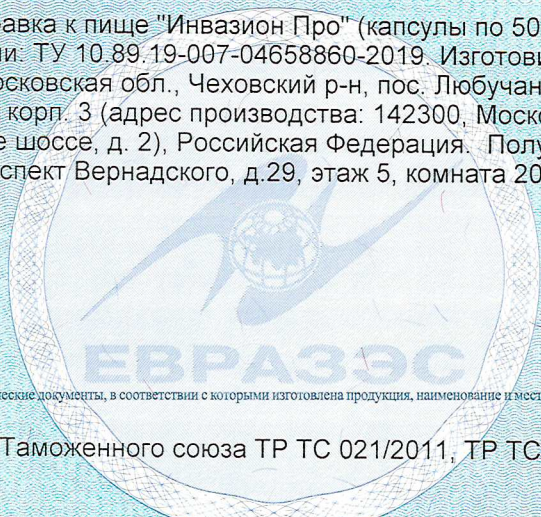 авка к пище "Инвазион Про" (капсулы по 50
и: ТУ 10.89.19-007-04658860-2019. Изготови
осковская обл., Чеховский р-н, пос. Любучан
корп. 3 (адрес производства: 142300, Моско
е шоссе, д. 2), Российская Федерация. Полу
спект Вернадского, д.29, этаж 5, комната 20
ЕВРАЗЭС
еские документы, в соответствии с которыми изготовлена продукция, наименование и мест
Таможенного союза ТР ТС 021/2011, ТР ТС